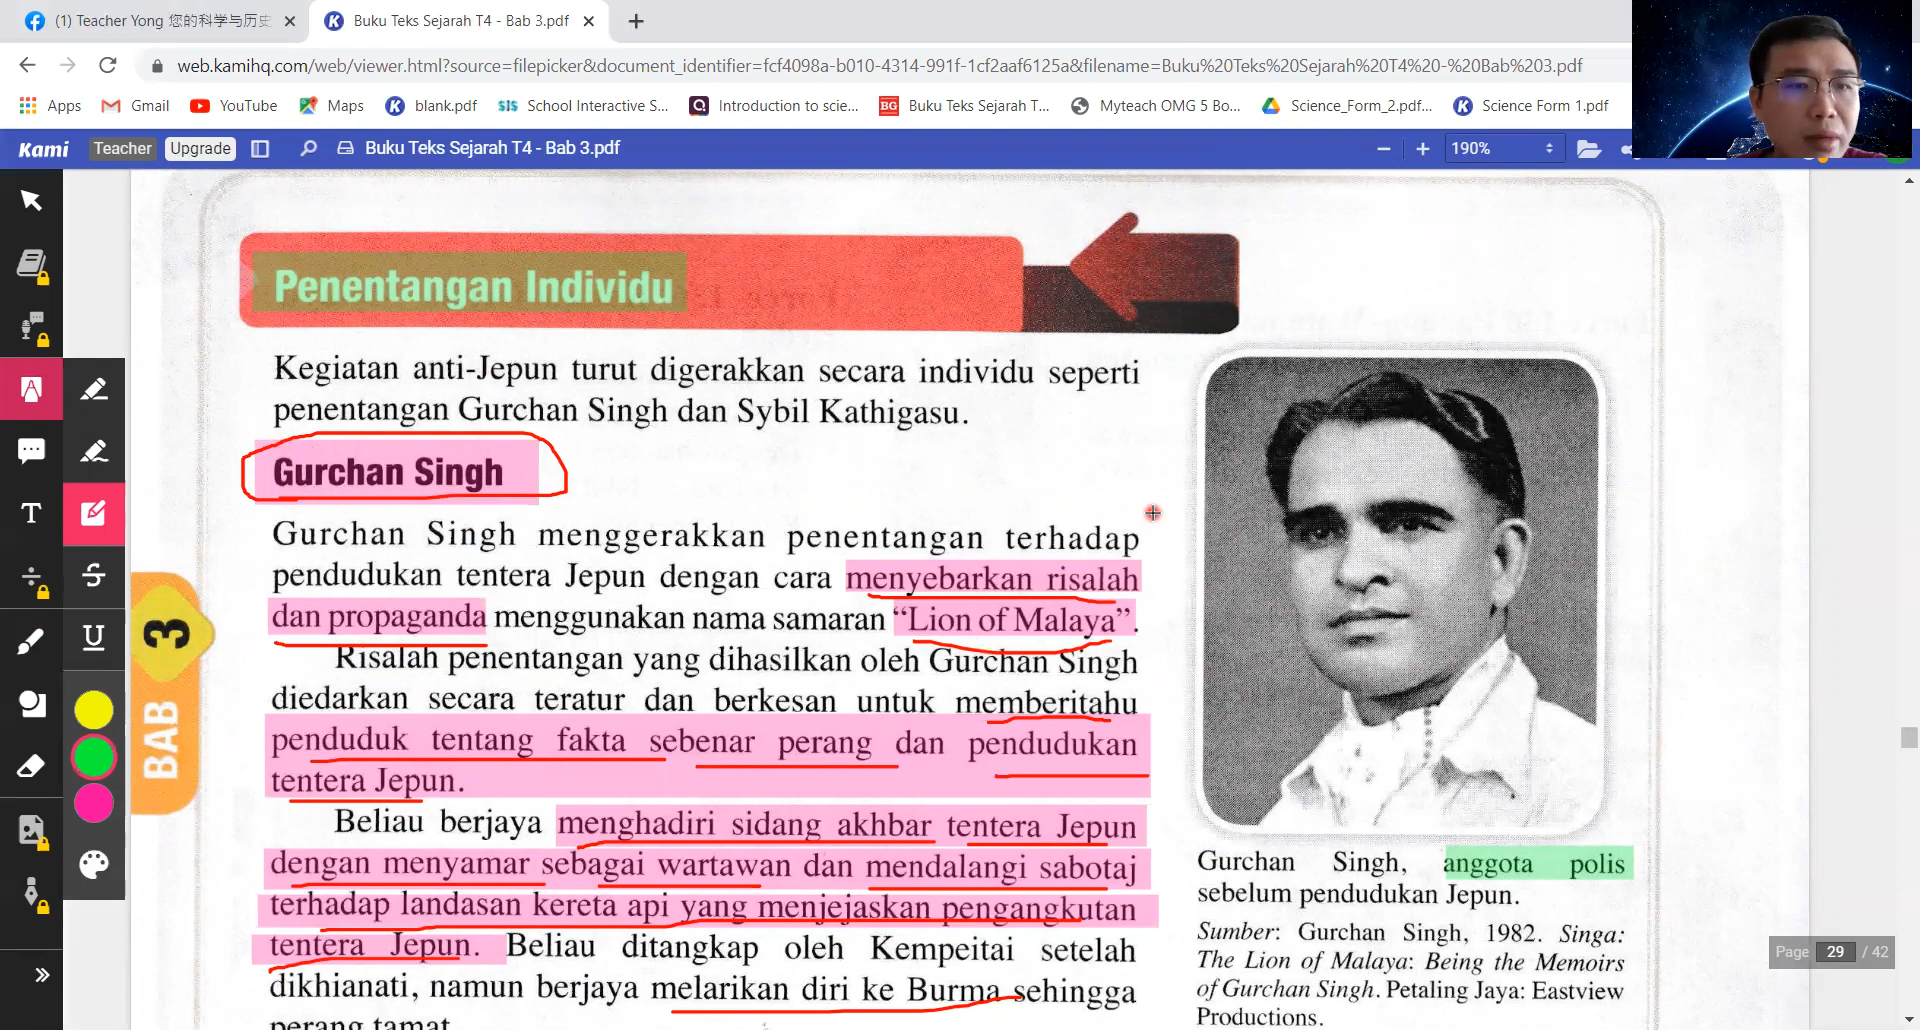 (1) Teacher Yong 您的科学与历史
Buku Teks Sejarah T4 - Bab 3.pdf
web.kamihq.com/web/viewer.html?source=filepicker&document_identifier=fcf4098a-b010-4314-991f-1cf2aaf6125a&filename=Buku%20Teks%20Sejarah%20T4%20-%20Bab%203.pdf
Apps Gmail YouTube Maps blank.pdf School Interactive S... Introduction to scie... Buku Teks Sejarah T... Myteach OMG 5 Bo... Science_Form_2.pdf... Science Form 1.pdf
Kami Teacher Upgrade Buku Teks Sejarah T4 - Bab 3.pdf 190%
Penentangan Individu
Kegiatan anti-Jepun turut digerakkan secara individu seperti
penentangan Gurchan Singh dan Sybil Kathigasu.
Gurchan Singh
Gurchan Singh menggerakkan penentangan terhadap
pendudukan tentera Jepun dengan cara menyebarkan risalah
dan propaganda menggunakan nama samaran “Lion of Malaya”.
Risalah penentangan yang dihasilkan oleh Gurchan Singh
diedarkan secara teratur dan berkesan untuk memberitahu
penduduk tentang fakta sebenar perang dan pendudukan
tentera Jepun.
Beliau berjaya menghadiri sidang akhbar tentera Jepun
dengan menyamar sebagai wartawan dan mendalangi sabotaj
terhadap landasan kereta api yang menjejaskan pengangkutan
tentera Jepun. Beliau ditangkap oleh Kempeitai setelah
dikhianati, namun berjaya melarikan diri ke Burma sehingga
perang tamat
BAB 3
Gurchan Singh, anggota polis
sebelum pendudukan Jepun.
Sumber: Gurchan Singh, 1982. Singa:
The Lion of Malaya: Being the Memoirs
of Gurchan Singh. Petaling Jaya: Eastview
Productions.
Page 29 / 42